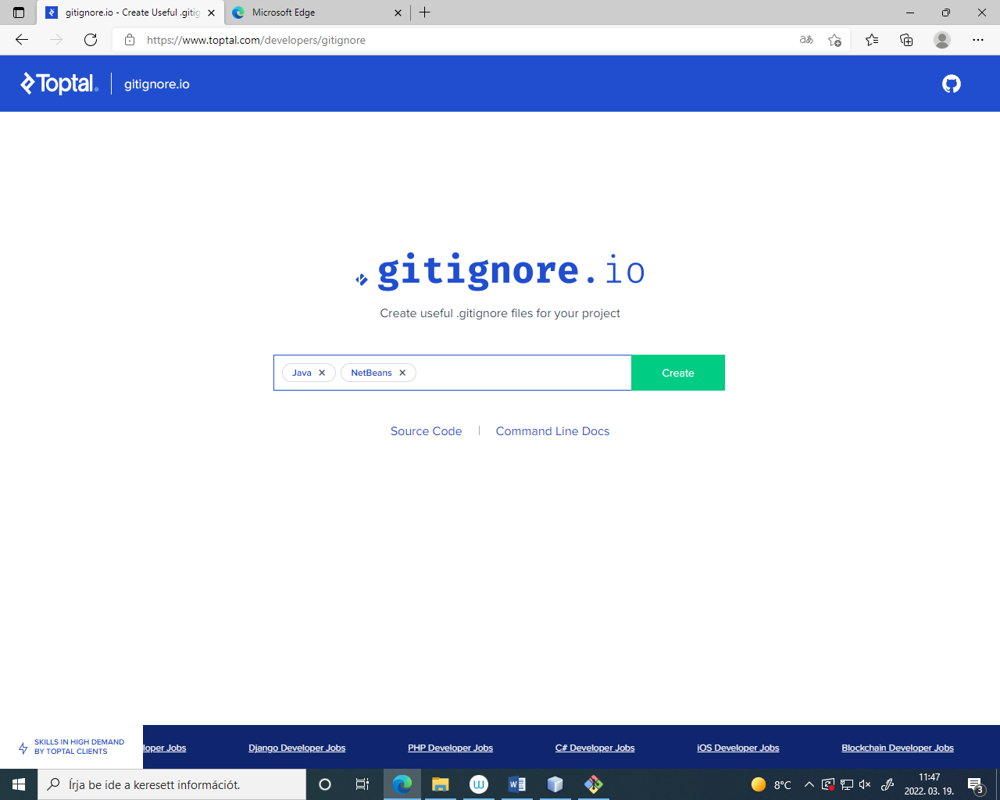 gitignore.io - Create Useful .gitig
Microsoft Edge
https://www.toptal.com/developers/gitignore
Toptal
gitignore.io
.gitignore.io
Create useful .gitignore files for your project
Java
NetBeans
Create
Source Code
Command Line Docs
SKILLS IN HIGH DEMAND
BY TOPTAL CLIENTS
loper Jobs
Django Developer Jobs
PHP Developer Jobs
C# Developer Jobs
iOS Developer Jobs
Blockchain Developer Jobs
Írja be ide a keresett információt.
8°C
11:47
2022. 03. 19.
3